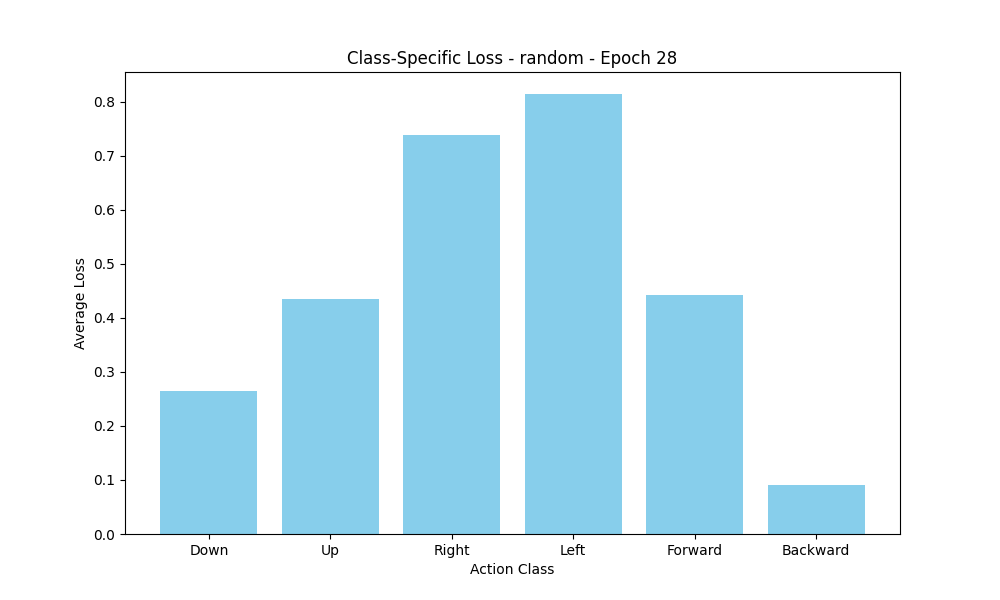 Class-Specific Loss - random - Epoch 28
Average Loss
0.8
0.7
0.6
0.5
0.4
0.3
0.2
0.1
0.0
Down Up Right Left Forward Backward
Action Class